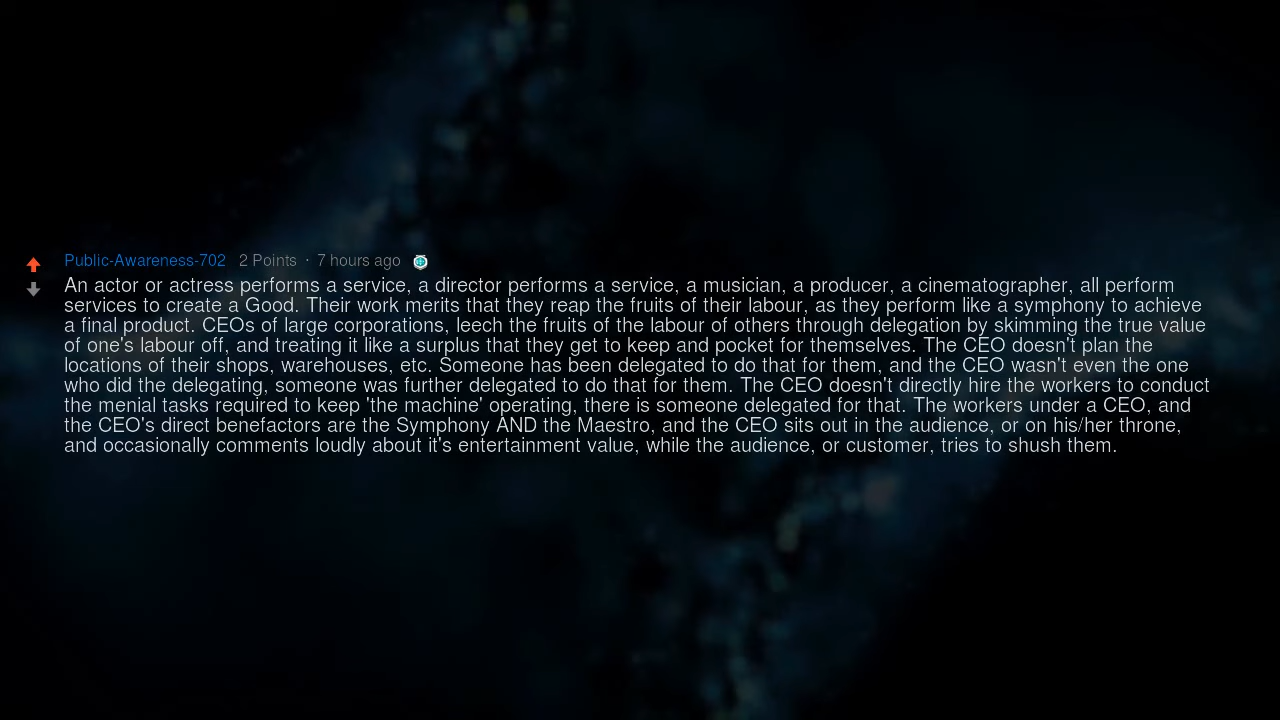 Public-Awareness-702 2 Points · 7 hours ago
An actor or actress performs a service, a director performs a service, a musician, a producer, a cinematographer, all perform
services to create a Good. Their work merits that they reap the fruits of their labour, as they perform like a symphony to achieve
a final product. CEOs of large corporations, leech the fruits of the labour of others through delegation by skimming the true value
of one's labour off, and treating it like a surplus that they get to keep and pocket for themselves. The CEO doesn't plan the
locations of their shops, warehouses, etc. Someone has been delegated to do that for them, and the CEO wasn't even the one
who did the delegating, someone was further delegated to do that for them. The CEO doesn't directly hire the workers to conduct
the menial tasks required to keep 'the machine' operating, there is someone delegated for that. The workers under a CEO, and
the CEO's direct benefactors are the Symphony AND the Maestro, and the CEO sits out in the audience, or on his/her throne,
and occasionally comments loudly about it's entertainment value, while the audience, or customer, tries to shush them.